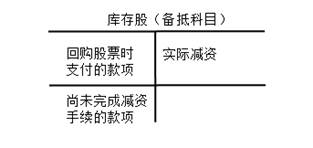 库存股（备抵科目）
回购股票时
支付的款项
实际减资
尚未完成减资
手续的款项